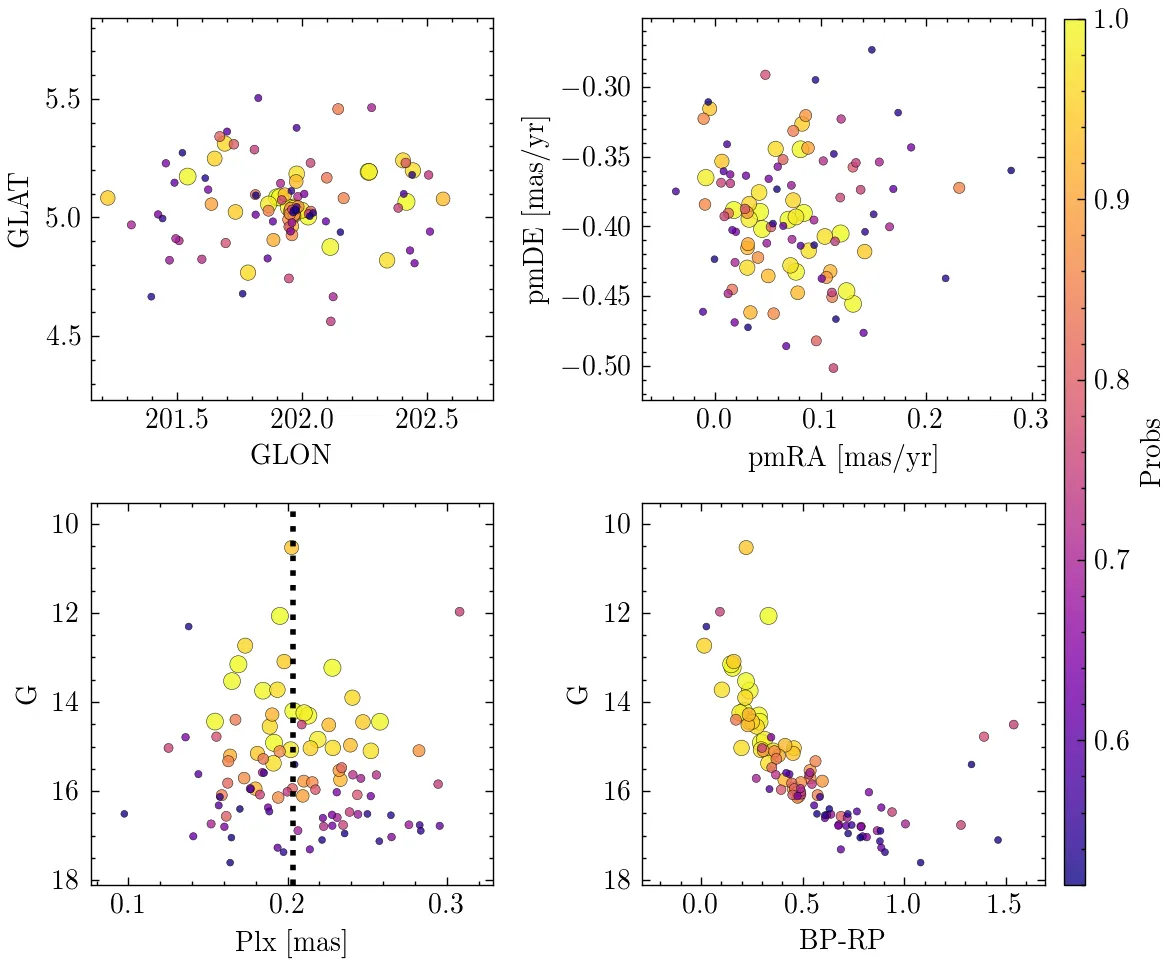 5.5
5.0
4.5
GLAT
201.5 202.0 202.5
GLON
−0.30
−0.35
−0.40
−0.45
−0.50
pmDE [mas/yr]
0.0 0.1 0.2 0.3
pmRA [mas/yr]
10
12
14
16
18
G
0.1 0.2 0.3
Plx [mas]
10
12
14
16
18
G
0.0 0.5 1.0 1.5
BP-RP
1.0
0.9
0.8
0.7
0.6
Probs